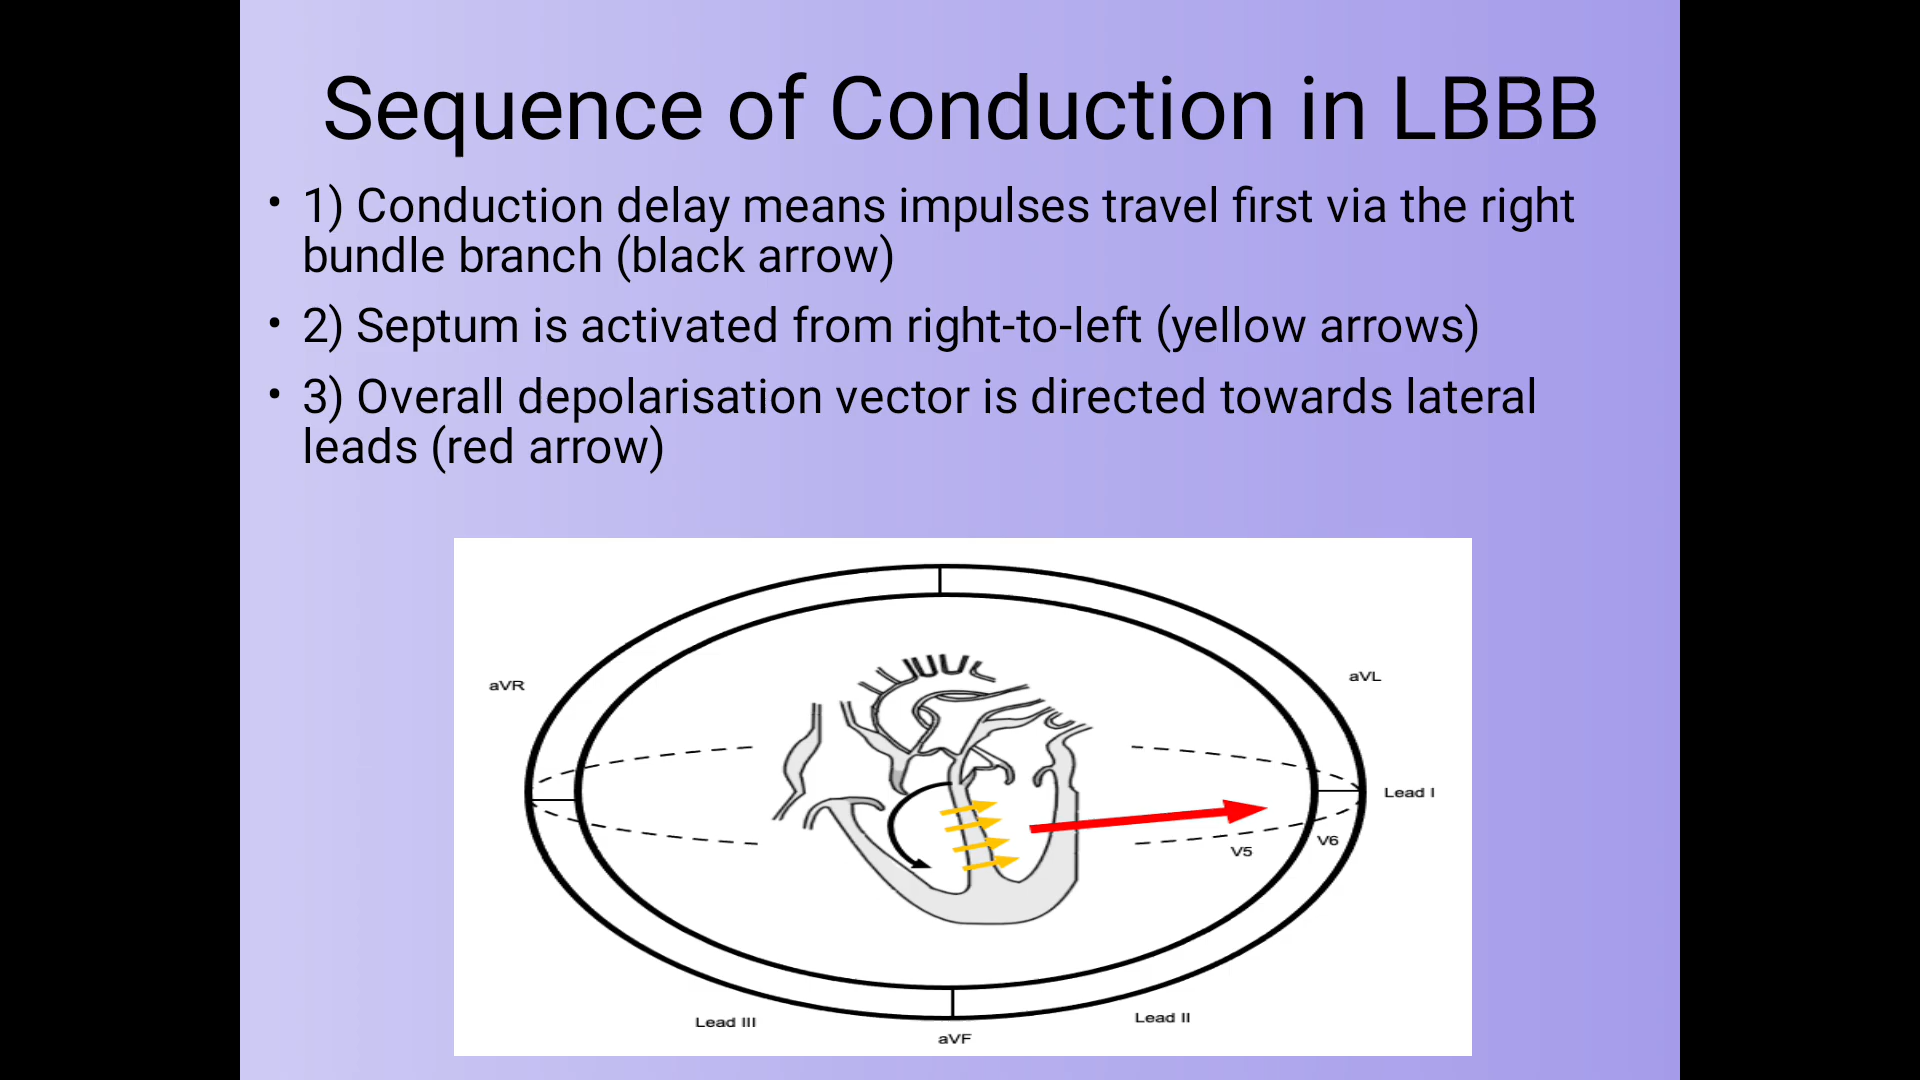 Sequence of Conduction in LBBB
• 1) Conduction delay means impulses travel first via the right
bundle branch (black arrow)
• 2) Septum is activated from right-to-left (yellow arrows)
• 3) Overall depolarisation vector is directed towards lateral
leads (red arrow)
aVR
aVL
Lead I
V6
V5
Lead III
Lead II
aVF